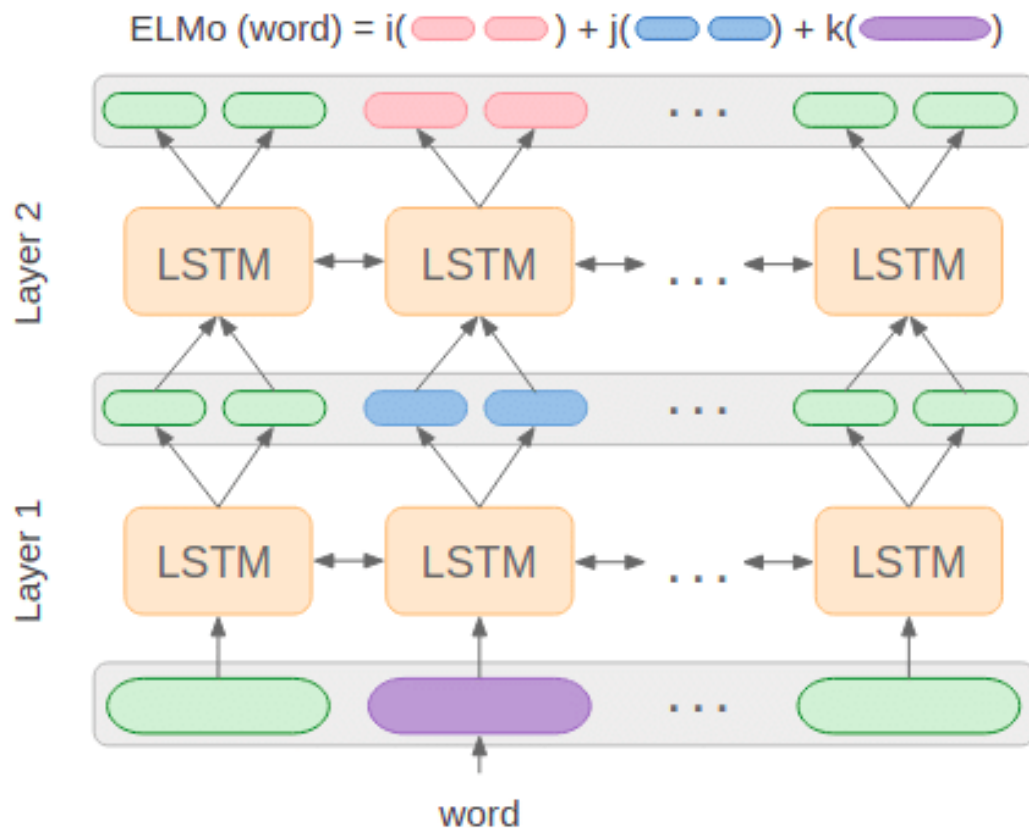 ELMo (word) = i( ) + j( ) + k( )
. . .
Layer 2
LSTM LSTM . . . LSTM
. . .
Layer 1
LSTM LSTM . . . LSTM
. . .
word